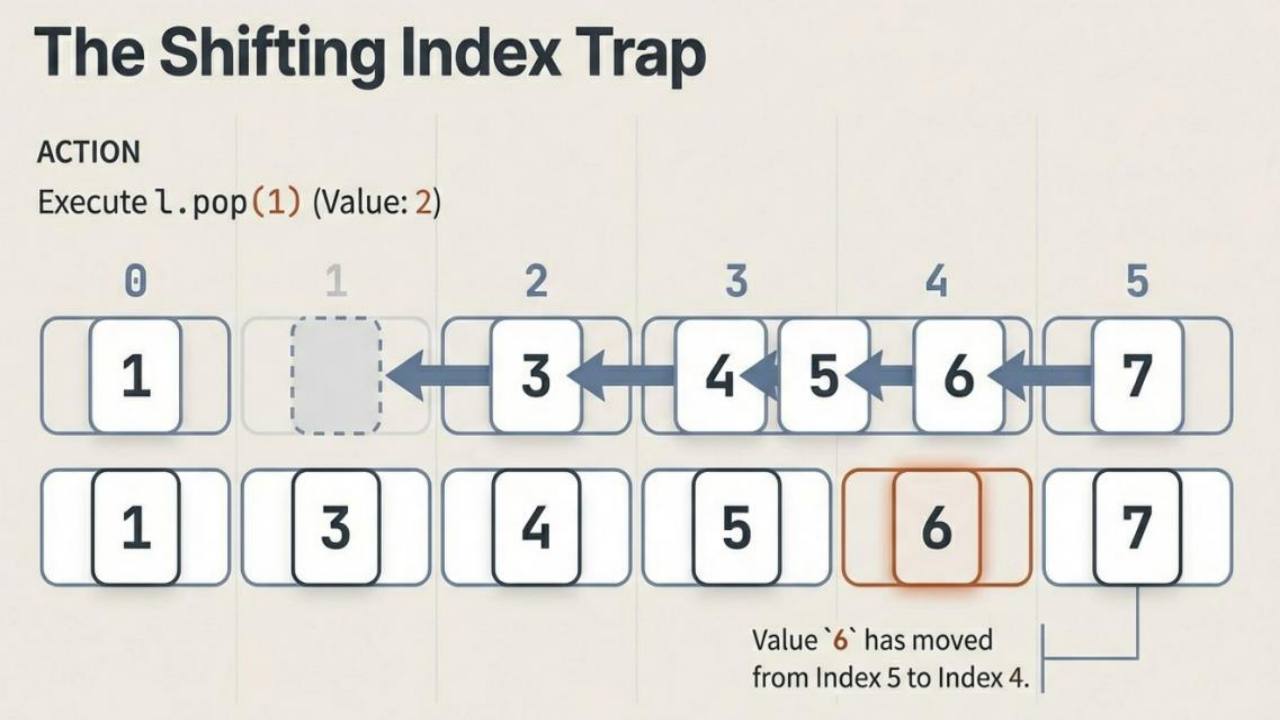 The Shifting Index Trap
ACTION
Execute l.pop(1) (Value: 2)
0 1 2 3 4 5
1 3 4 5 6 7
1 3 4 5 6 7
Value `6` has moved
from Index 5 to Index 4.